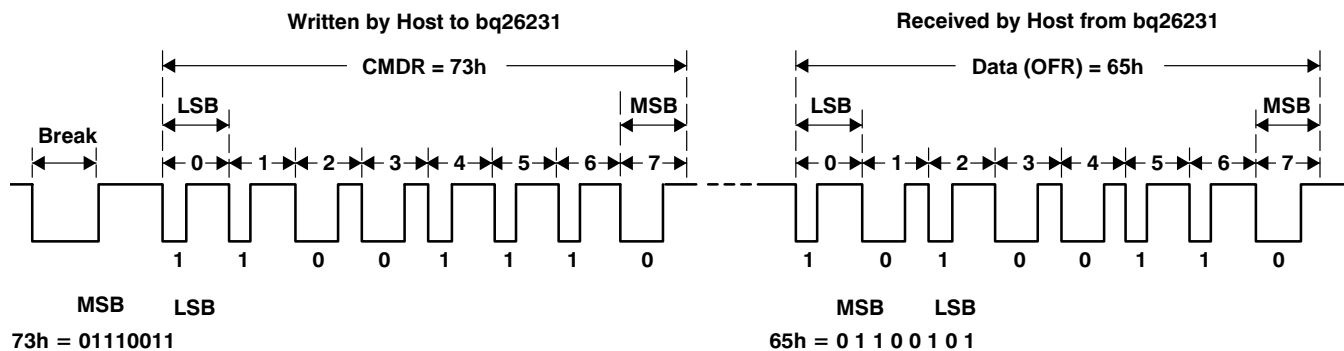 Written by Host to bq26231
Received by Host from bq26231
CMDR = 73h
Data (OFR) = 65h
LSB
MSB
LSB
MSB
Break
0 1 2 3 4 5 6 7
0 1 2 3 4 5 6 7
1 1 0 0 1 1 1 0
1 0 1 0 0 1 1 0
MSB LSB
MSB LSB
73h = 01110011
65h = 0 1 1 0 0 1 0 1